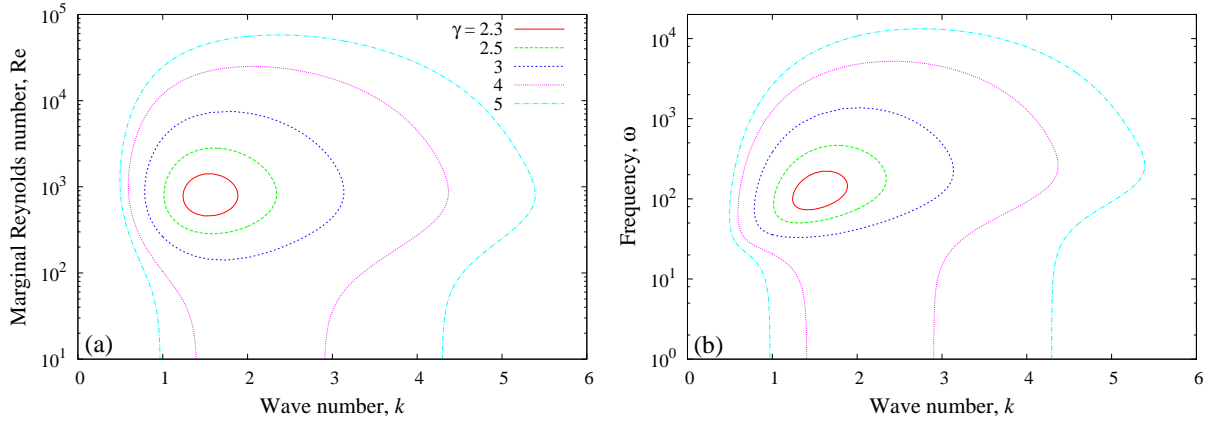 10^5
10^4
10^3
10^2
10^1
Marginal Reynolds number, Re
γ = 2.3
2.5
3
4
5
(a)
0 1 2 3 4 5 6
Wave number, k
10^4
10^3
10^2
10^1
10^0
Frequency, ω
(b)
0 1 2 3 4 5 6
Wave number, k